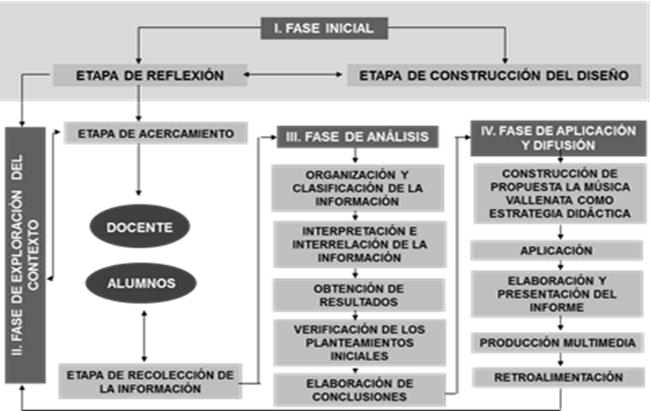 I. FASE INICIAL
ETAPA DE REFLEXIÓN
ETAPA DE CONSTRUCCIÓN DEL DISEÑO
II. FASE DE EXPLORACIÓN DEL
CONTEXTO
ETAPA DE ACERCAMIENTO
DOCENTE
ALUMNOS
ETAPA DE RECOLECCIÓN DE
LA INFORMACIÓN
III. FASE DE ANÁLISIS
ORGANIZACIÓN Y
CLASIFICACIÓN DE LA
INFORMACIÓN
INTERPRETACIÓN E
INTERRELACIÓN DE LA
INFORMACIÓN
OBTENCIÓN DE
RESULTADOS
VERIFICACIÓN DE LOS
PLANTEAMIENTOS
INICIALES
ELABORACIÓN DE
CONCLUSIONES
IV. FASE DE APLICACIÓN
Y DIFUSIÓN
CONSTRUCCIÓN DE
PROPUESTA LA MÚSICA
VALLENATA COMO
ESTRATEGIA DIDÁCTICA
APLICACIÓN
ELABORACIÓN Y
PRESENTACIÓN DEL
INFORME
PRODUCCIÓN MULTIMEDIA
RETROALIMENTACIÓN